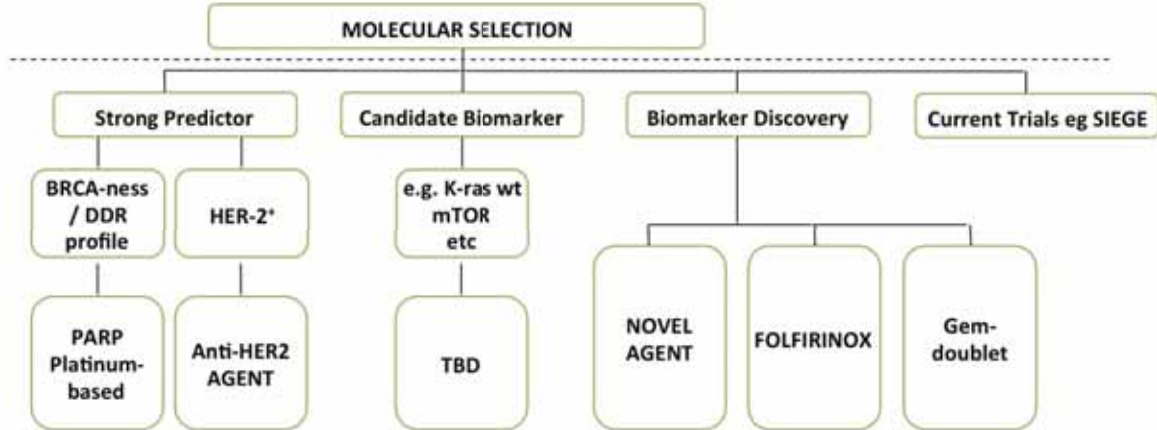 MOLECULAR SELECTION
Strong Predictor
Candidate Biomarker
Biomarker Discovery
Current Trials eg SIEGE
BRCA-ness
/ DDR
profile
HER-2⁺
e.g. K-ras wt
mTOR
etc
PARP
Platinum-
based
Anti-HER2
AGENT
TBD
NOVEL
AGENT
FOLFIRINOX
Gem-
doublet